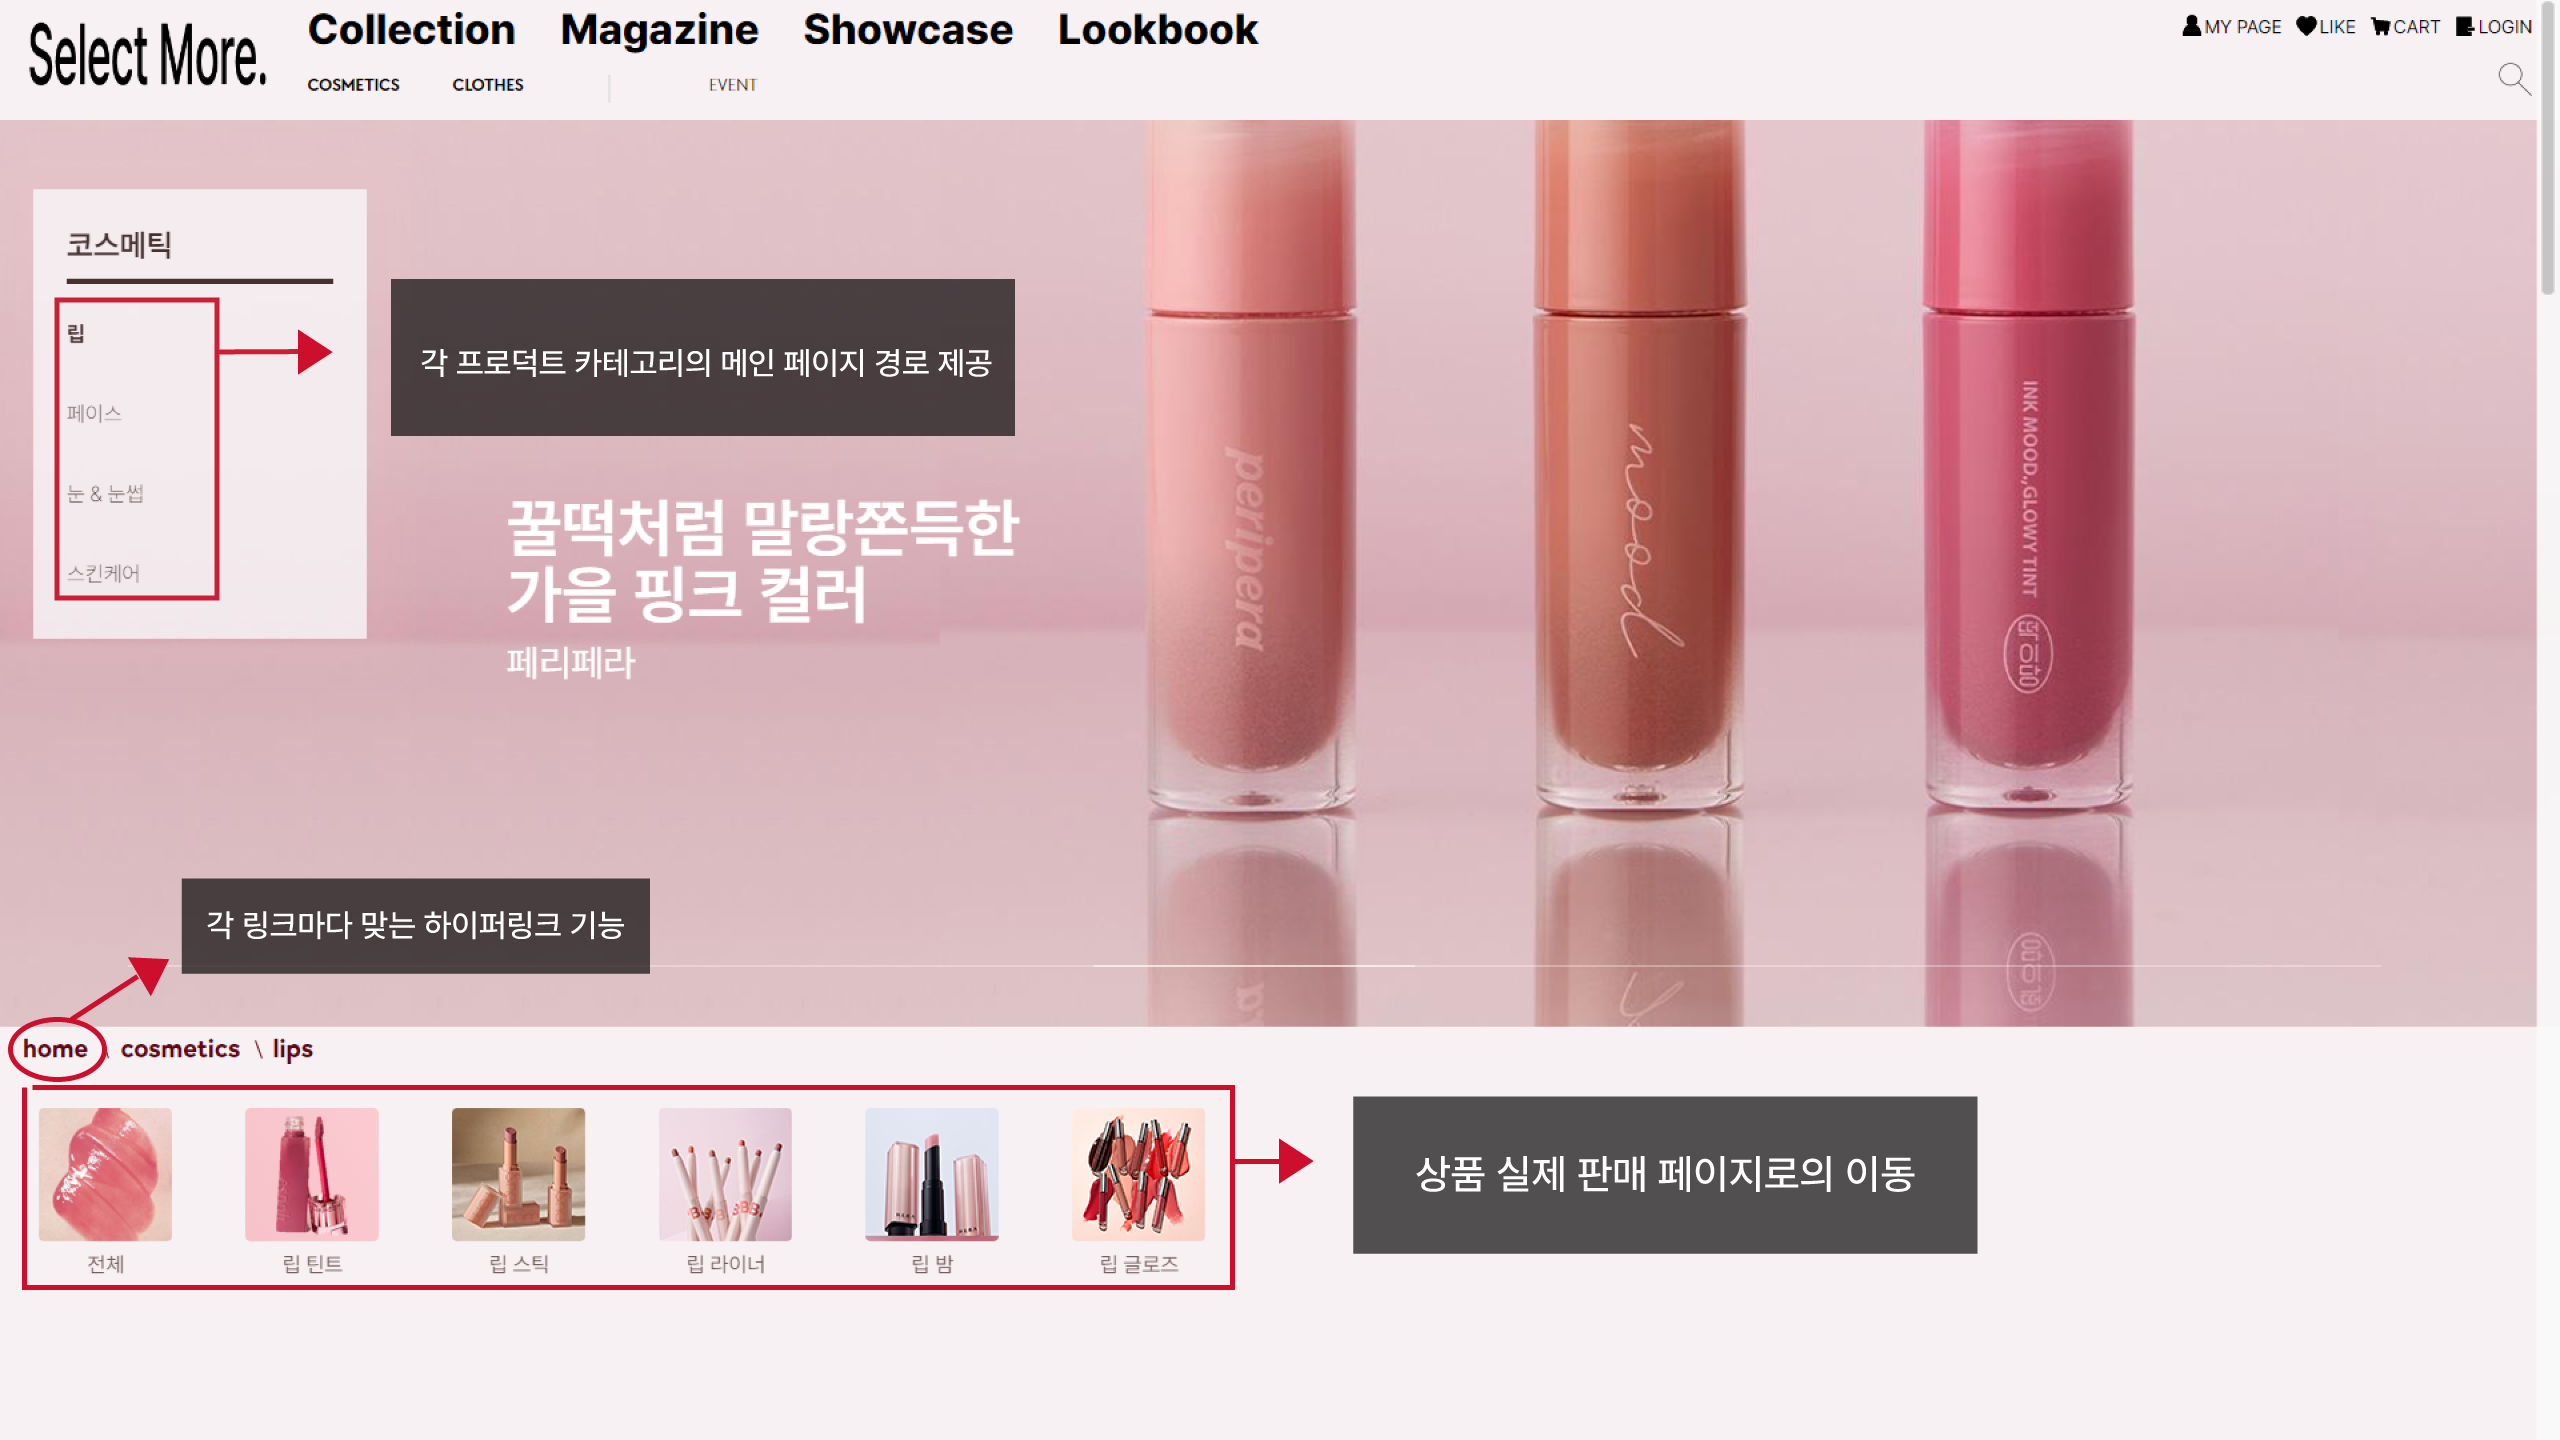 Select More.
Collection Magazine Showcase Lookbook
COSMETICS CLOTHES EVENT
MY PAGE LIKE CART LOGIN
코스메틱
립
페이스
눈 & 눈썹
스킨케어
각 프로덕트 카테고리의 메인 페이지 경로 제공
꿀떡처럼 말랑쫀득한
가을 핑크 컬러
페리페라
peripera
mood
INK MOOD GLOWY TINT
각 링크마다 맞는 하이퍼링크 기능
home \ cosmetics \ lips
전체
립 틴트
립 스틱
립 라이너
립 밤
립 글로즈
상품 실제 판매 페이지로의 이동